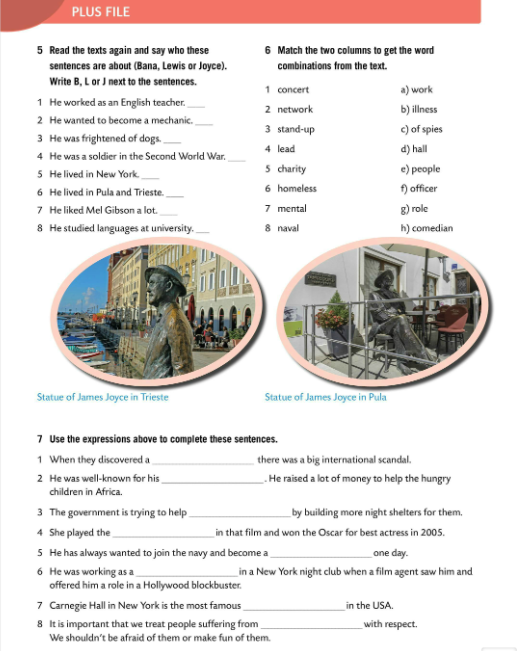 PLUS FILE
5 Read the texts again and say who these
sentences are about (Bana, Lewis or Joyce).
Write B, L or J next to the sentences.
1 He worked as an English teacher. ____
2 He wanted to become a mechanic. ____
3 He was frightened of dogs. ____
4 He was a soldier in the Second World War. ____
5 He lived in New York. ____
6 He lived in Pula and Trieste. ____
7 He liked Mel Gibson a lot. ____
8 He studied languages at university. ____
6 Match the two columns to get the word
combinations from the text.
1 concert a) work
2 network b) illness
3 stand-up c) of spies
4 lead d) hall
5 charity e) people
6 homeless f) officer
7 mental g) role
8 naval h) comedian
Statue of James Joyce in Trieste
Statue of James Joyce in Pula
7 Use the expressions above to complete these sentences.
1 When they discovered a ____________ there was a big international scandal.
2 He was well-known for his ____________. He raised a lot of money to help the hungry
children in Africa.
3 The government is trying to help ____________ by building more night shelters for them.
4 She played the ____________ in that film and won the Oscar for best actress in 2005.
5 He has always wanted to join the navy and become a ____________ one day.
6 He was working as a ____________ in a New York night club when a film agent saw him and
offered him a role in a Hollywood blockbuster.
7 Carnegie Hall in New York is the most famous ____________ in the USA.
8 It is important that we treat people suffering from ____________ with respect.
We shouldn't be afraid of them or make fun of them.